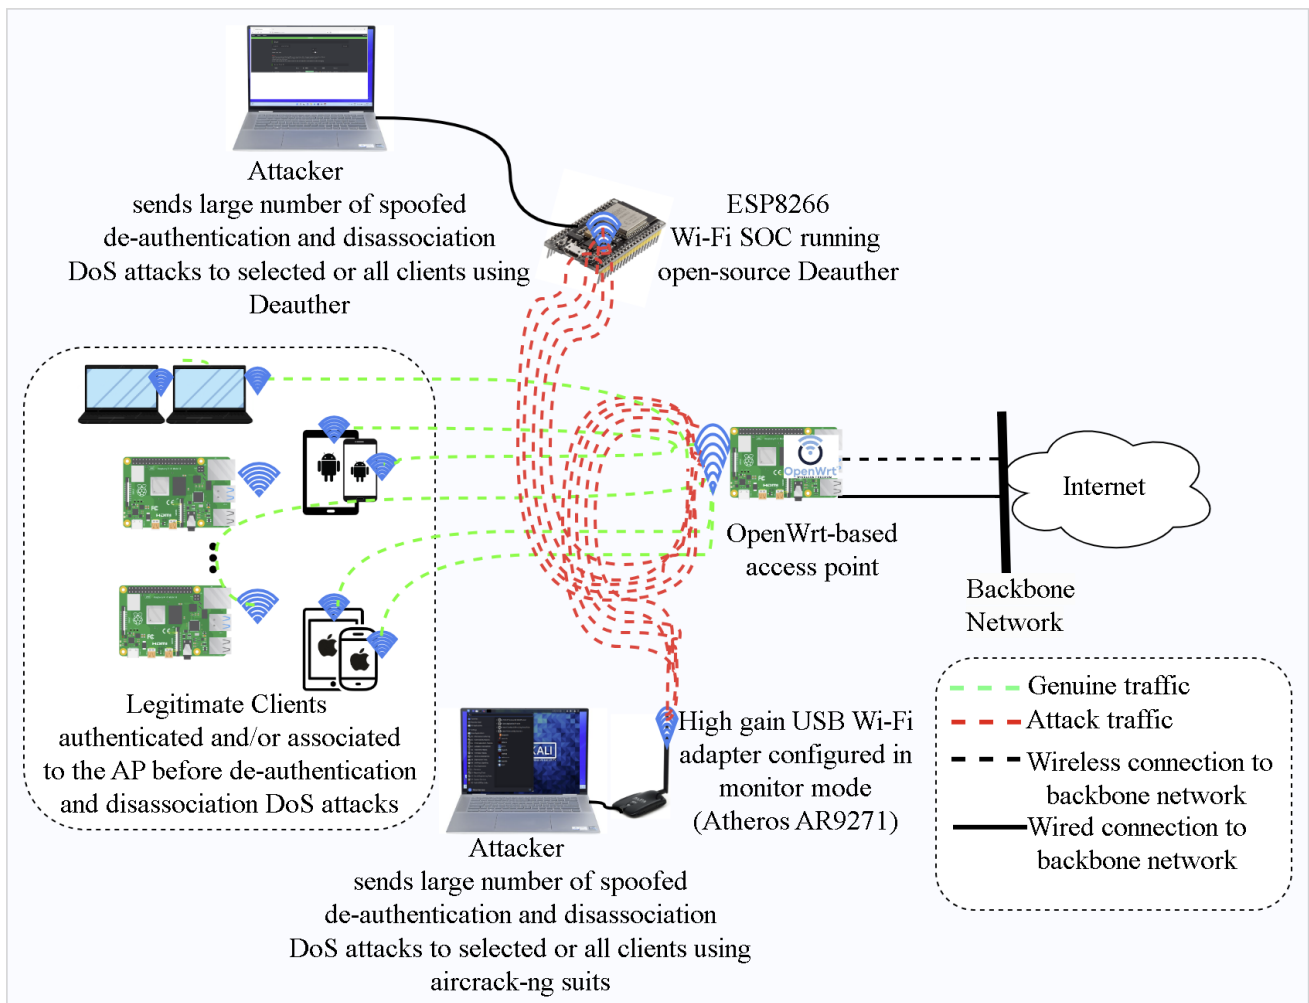 Attacker
sends large number of spoofed
de-authentication and disassociation
DoS attacks to selected or all clients using
Deauther
ESP8266
Wi-Fi SOC running
open-source Deauther
OpenWrt
OpenWrt-based
access point
Internet
Backbone
Network
Legitimate Clients
authenticated and/or associated
to the AP before de-authentication
and disassociation DoS attacks
KALI
High gain USB Wi-Fi
adapter configured in
monitor mode
(Atheros AR9271)
Attacker
sends large number of spoofed
de-authentication and disassociation
DoS attacks to selected or all clients using
aircrack-ng suits
Genuine traffic
Attack traffic
Wireless connection to
backbone network
Wired connection to
backbone network